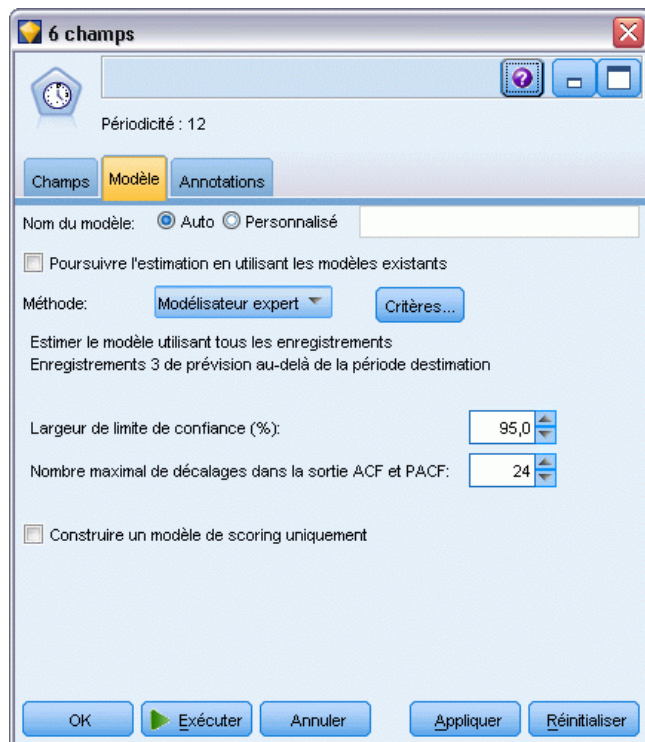 6 champs
Périodicité : 12
Champs Modèle Annotations
Nom du modèle: Auto Personnalisé
Poursuivre l'estimation en utilisant les modèles existants
Méthode: Modélisateur expert Critères...
Estimer le modèle utilisant tous les enregistrements
Enregistrements 3 de prévision au-delà de la période destimation
Largeur de limite de confiance (%): 95,0
Nombre maximal de décalages dans la sortie ACF et PACF: 24
Construire un modèle de scoring uniquement
OK Exécuter Annuler Appliquer Réinitialiser